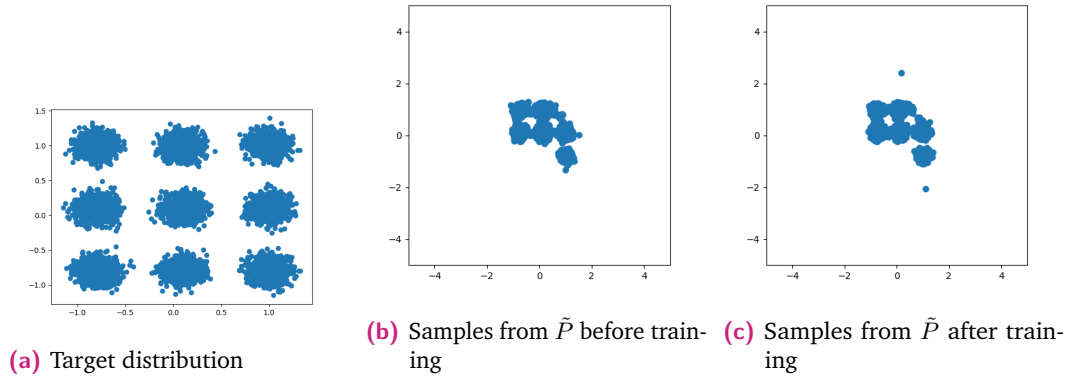 1.5
1.0
0.5
0.0
−0.5
−1.0
−1.0 −0.5 0.0 0.5 1.0
(a) Target distribution
4
2
0
−2
−4
−4 −2 0 2 4
(b) Samples from P̃ before train-
ing
4
2
0
−2
−4
−4 −2 0 2 4
(c) Samples from P̃ after train-
ing